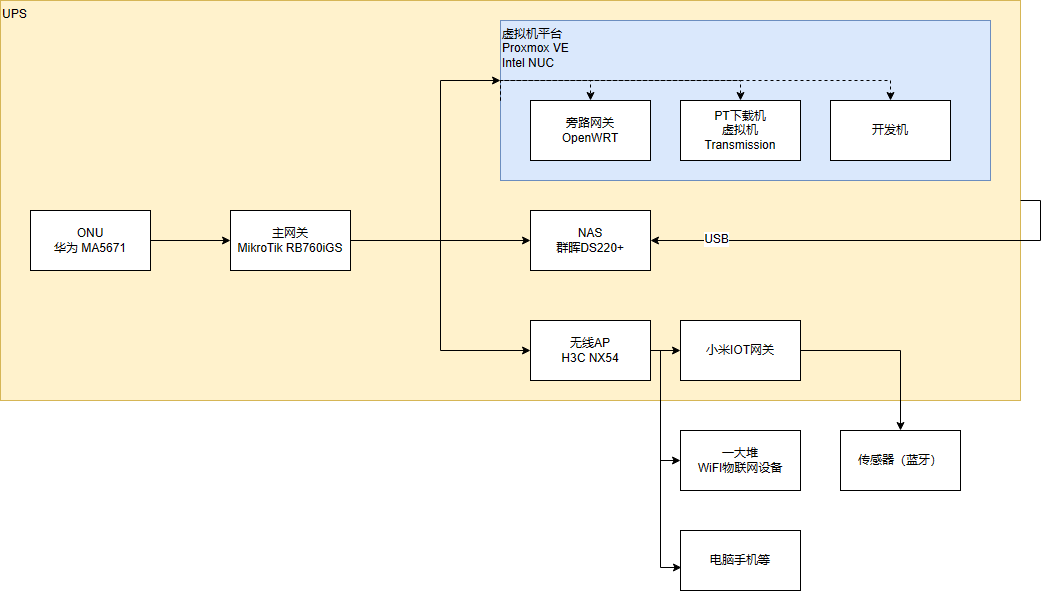 UPS
虚拟机平台
Proxmox VE
Intel NUC
旁路网关
OpenWRT
PT下载机
虚拟机
Transmission
开发机
ONU
华为 MA5671
主网关
MikroTik RB760iGS
NAS
群晖DS220+
USB
无线AP
H3C NX54
小米IOT网关
一大堆
WiFI物联网设备
传感器（蓝牙）
电脑手机等